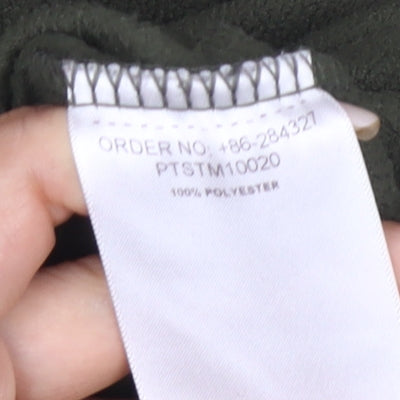 ORDER NO. +86-284327
PTSTM10020
100% POLYESTER